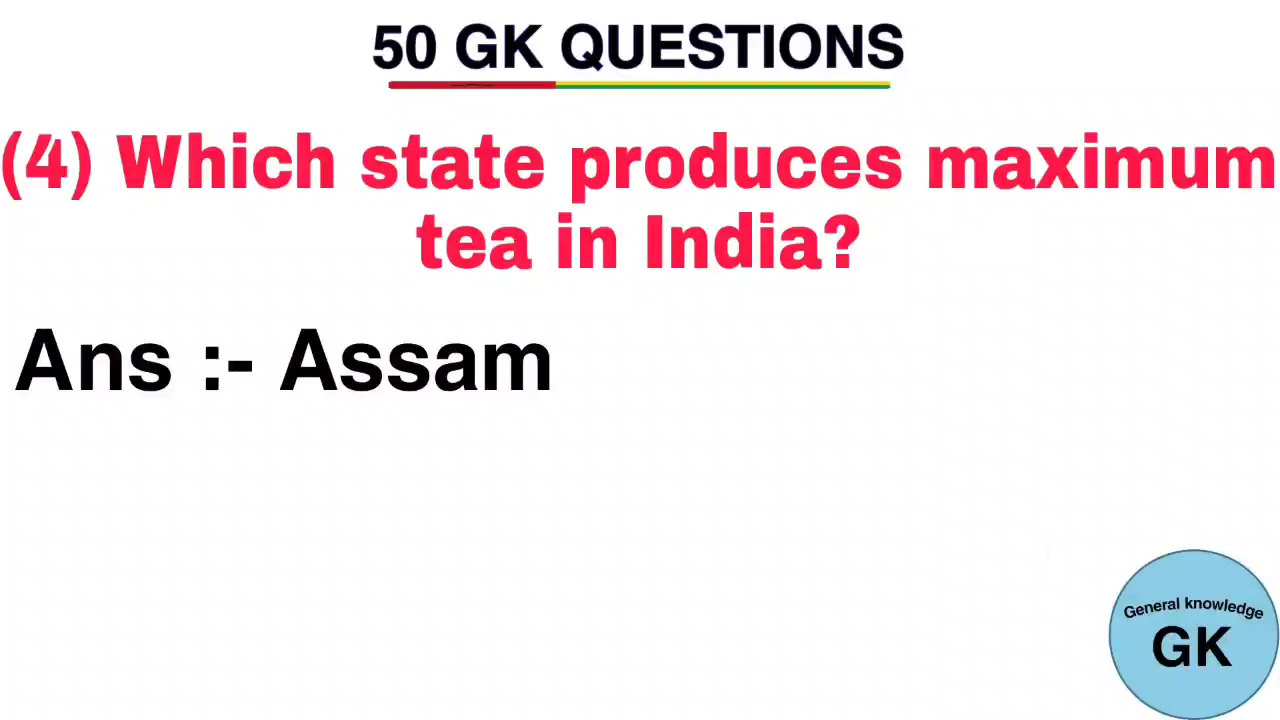 50 GK QUESTIONS
(4) Which state produces maximum
tea in India?
Ans :- Assam
General knowledge
GK